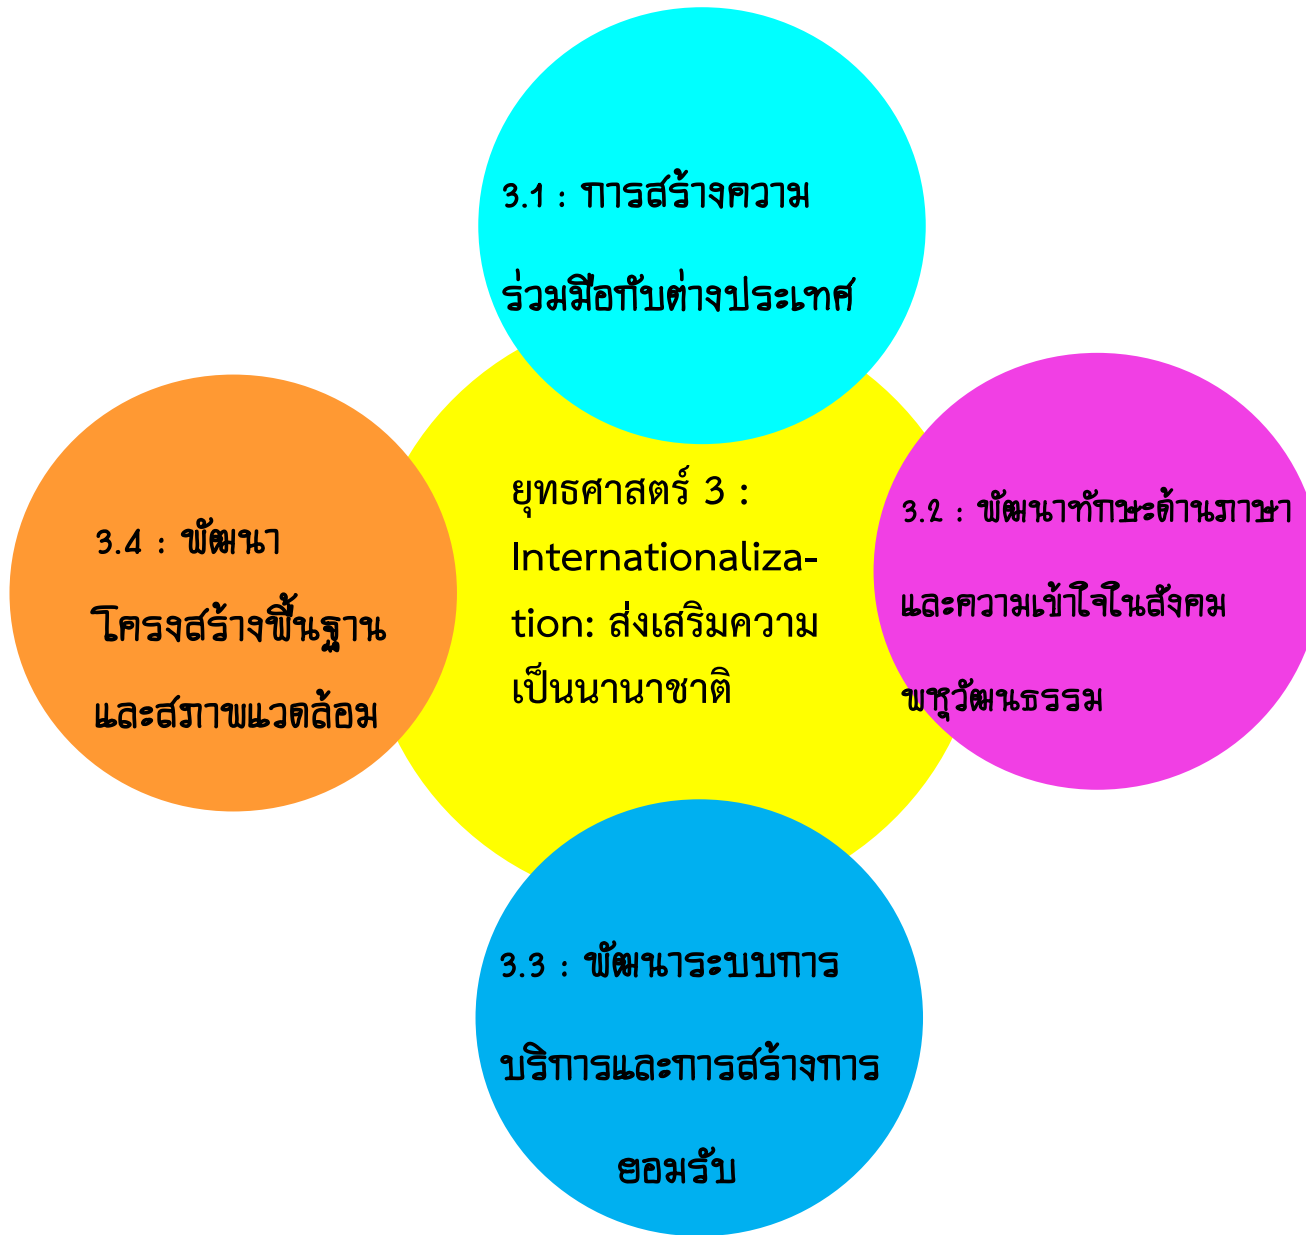 3.1 : การสร้างความ
ร่วมมือกับต่างประเทศ
ยุทธศาสตร์ 3 :
Internationaliza-
tion: ส่งเสริมความ
เป็นนานาชาติ
3.2 : พัฒนาทักษะด้านภาษา
และความเข้าใจในสังคม
พหุวัฒนธรรม
3.4 : พัฒนา
โครงสร้างพื้นฐาน
และสภาพแวดล้อม
3.3 : พัฒนาระบบการ
บริการและการสร้างการ
ยอมรับ